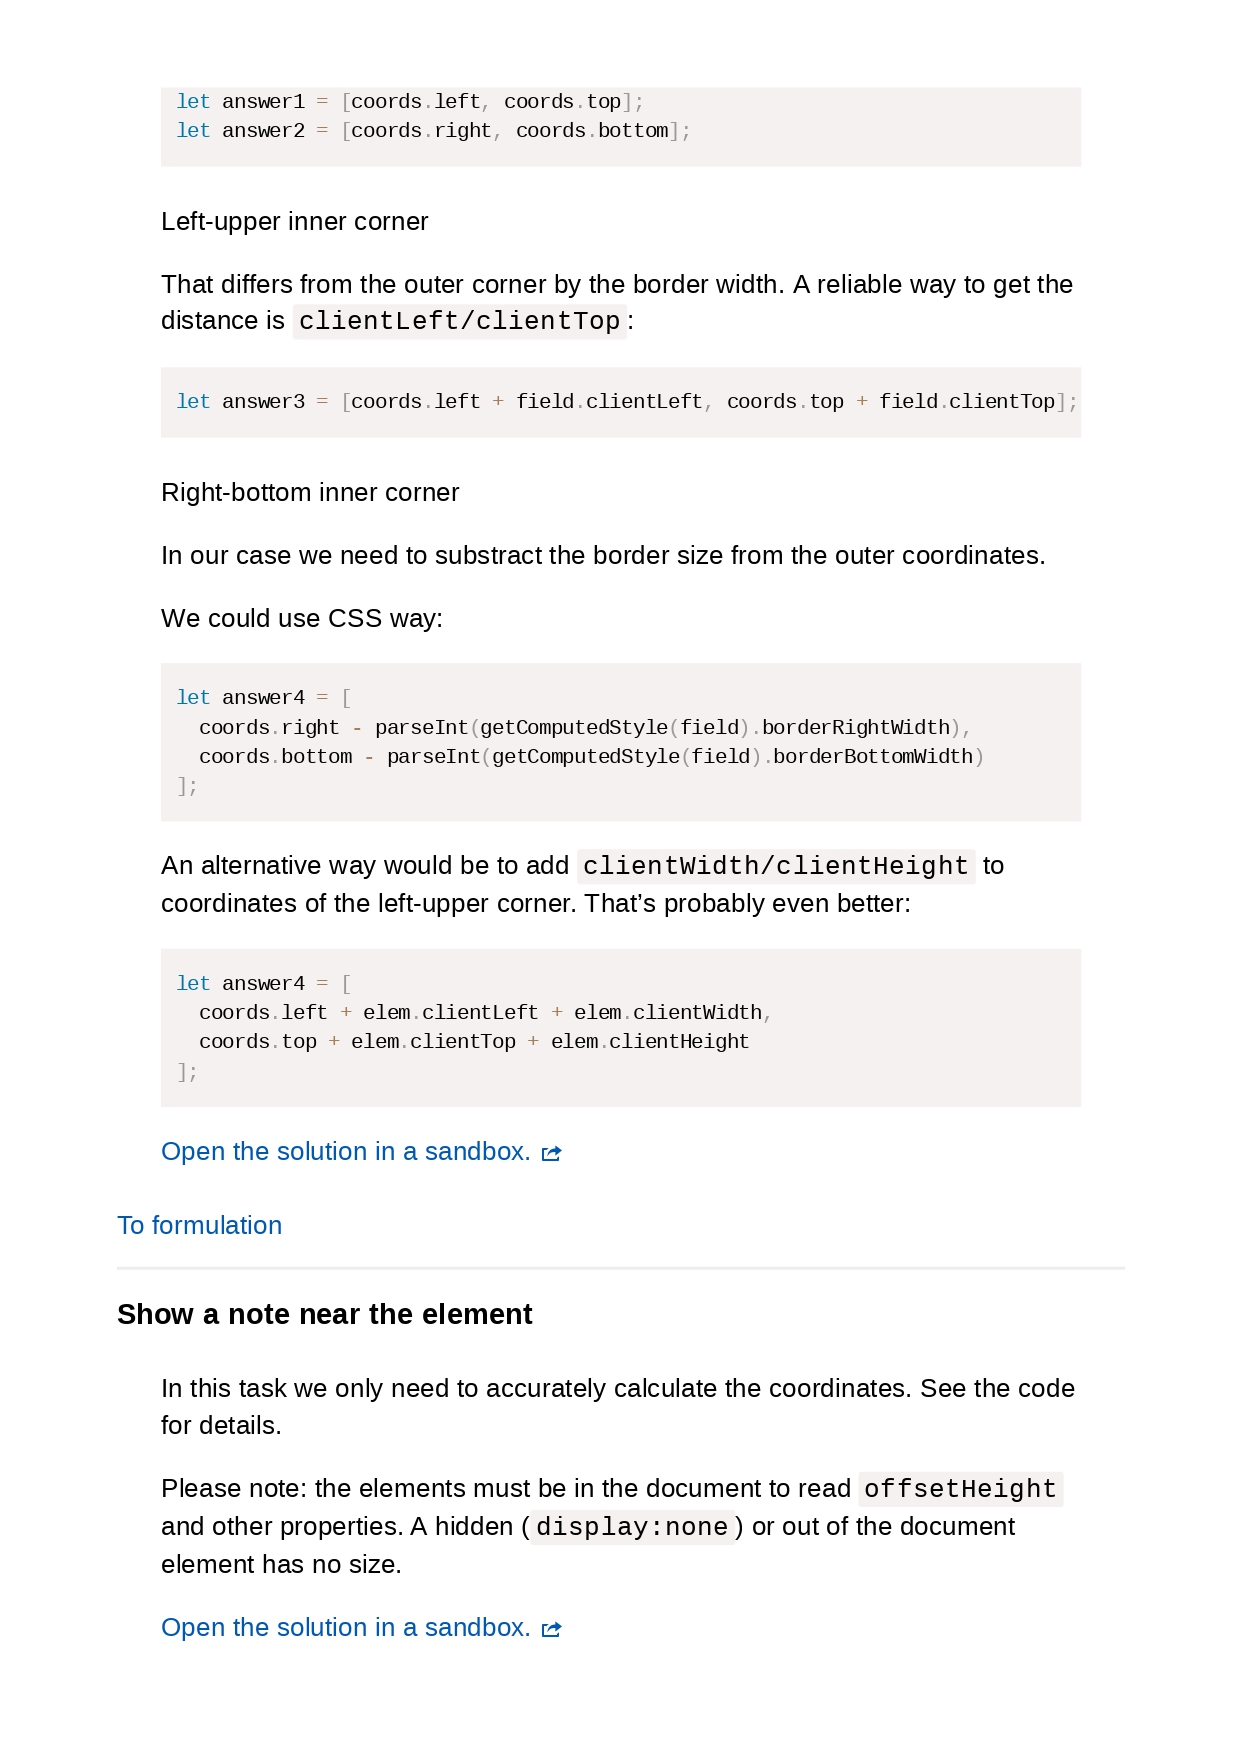 let answer1 = [coords.left, coords.top];
let answer2 = [coords.right, coords.bottom];
Left-upper inner corner
That differs from the outer corner by the border width. A reliable way to get the
distance is clientLeft/clientTop:
let answer3 = [coords.left + field.clientLeft, coords.top + field.clientTop];
Right-bottom inner corner
In our case we need to substract the border size from the outer coordinates.
We could use CSS way:
let answer4 = [
  coords.right - parseInt(getComputedStyle(field).borderRightWidth),
  coords.bottom - parseInt(getComputedStyle(field).borderBottomWidth)
];
An alternative way would be to add clientWidth/clientHeight to
coordinates of the left-upper corner. That’s probably even better:
let answer4 = [
  coords.left + elem.clientLeft + elem.clientWidth,
  coords.top + elem.clientTop + elem.clientHeight
];
Open the solution in a sandbox.
To formulation
Show a note near the element
In this task we only need to accurately calculate the coordinates. See the code
for details.
Please note: the elements must be in the document to read offsetHeight
and other properties. A hidden (display:none) or out of the document
element has no size.
Open the solution in a sandbox.